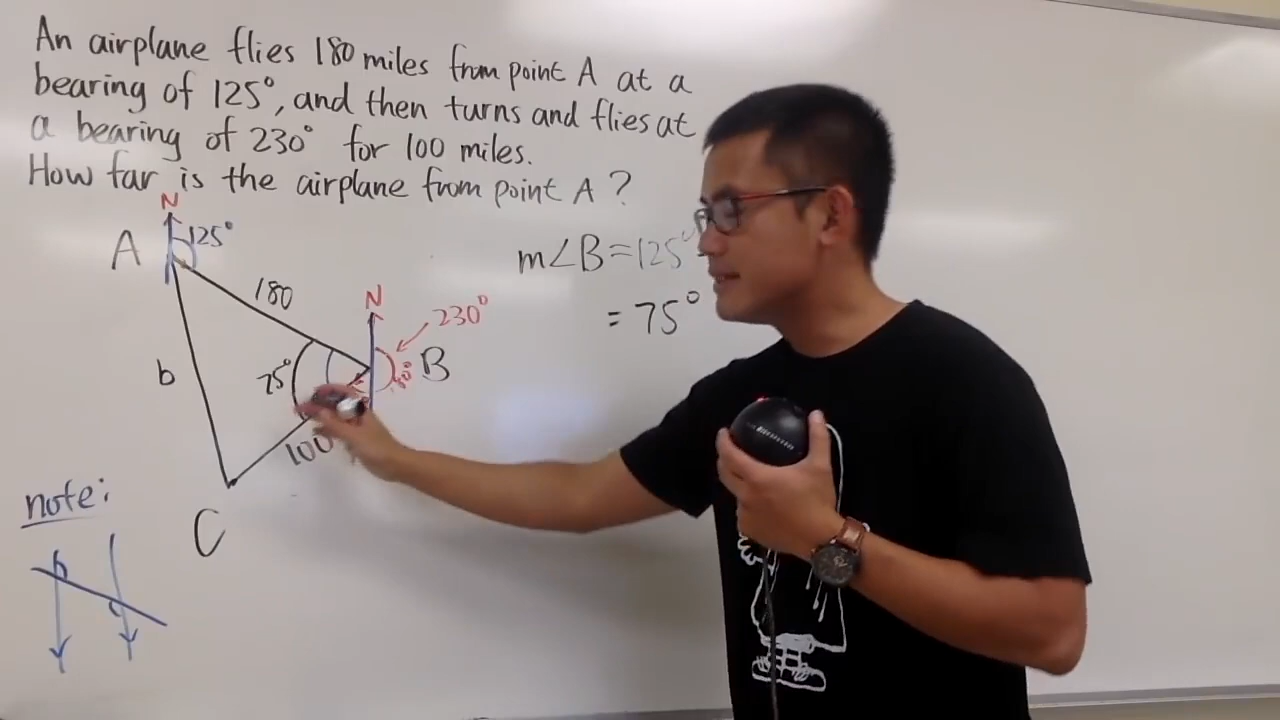 An airplane flies 180 miles from point A at a
bearing of 125°, and then turns and flies at
a bearing of 230° for 100 miles.
How far is the airplane from point A?
N
A
125°
180
N
230°
B
m∠B=125°
=75°
75°
b
100
C
note: